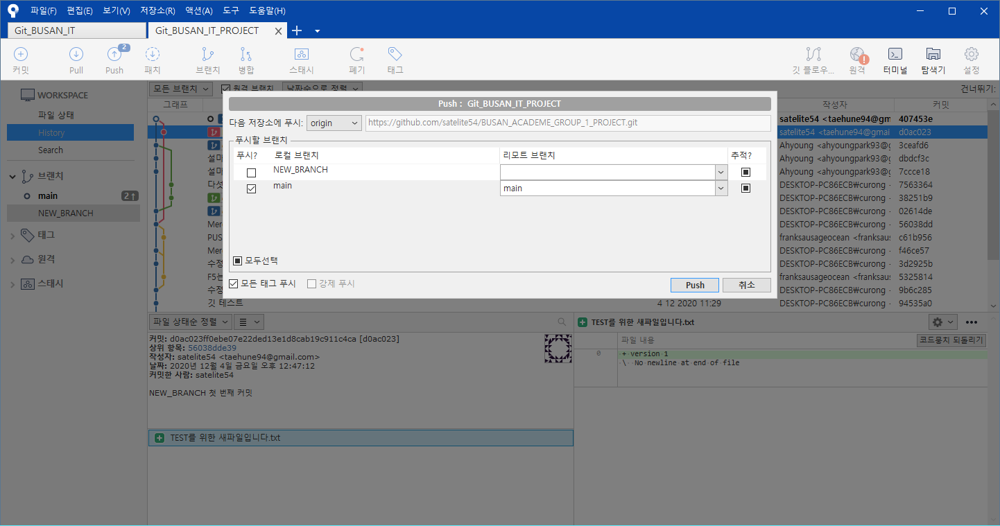 파일(F) 편집(E) 보기(V) 저장소(R) 액션(A) 도구 도움말(H)
Git_BUSAN_IT
Git_BUSAN_IT_PROJECT
2
커밋 Pull Push 패치 브랜치 병합 스태시 폐기 태그 깃 플로우... 원격 터미널 탐색기 설정
WORKSPACE
파일 상태
History
Search
브랜치
main 2↑
NEW_BRANCH
태그
원격
스태시
모든 브랜치 원격 브랜치 날짜순으로 정렬 건너뛰기:
그래프 작성자 커밋
Push : Git_BUSAN_IT_PROJECT
다음 저장소에 푸시: origin https://github.com/satelite54/BUSAN_ACADEME_GROUP_1_PROJECT.git
푸시할 브랜치
푸시? 로컬 브랜치 리모트 브랜치 추적?
NEW_BRANCH
main main
모두선택
모든 태그 푸시 강제 푸시 Push 취소
satelite54 <taehune94@gm 407453e
satelite54 <taehune94@gmai d0ac023
Ahyoung <ahyoungpark93@g 3ceafd6
설마 Ahyoung <ahyoungpark93@g dbdcf3c
설마 Ahyoung <ahyoungpark93@g 7ccce18
다섯 DESKTOP-PC86ECB₩curong 7563364
DESKTOP-PC86ECB₩curong 38251b9
DESKTOP-PC86ECB₩curong 02614de
Mer DESKTOP-PC86ECB₩curong 56038dd
PUS franksausageocean <franksaus c61b956
Mer DESKTOP-PC86ECB₩curong f46ce57
수정 DESKTOP-PC86ECB₩curong 3d2925b
F5는 franksausageocean <franksaus 5325814
수정 DESKTOP-PC86ECB₩curong 9b6c285
깃 테스트 4 12 2020 11:29 DESKTOP-PC86ECB₩curong 94535a0
파일 상태순 정렬
커밋: d0ac023ff0ebe07e22ded13e1d8cab19c911c4ca [d0ac023]
상위 항목: 56038dde39
작성자: satelite54 <taehune94@gmail.com>
날짜: 2020년 12월 4일 금요일 오후 12:47:12
커밋한 사람: satelite54
NEW_BRANCH 첫 번째 커밋
TEST를 위한 새파일입니다.txt
TEST를 위한 새파일입니다.txt
파일 내용 코드뭉치 되돌리기
0 + version 1
\ No newline at end of file